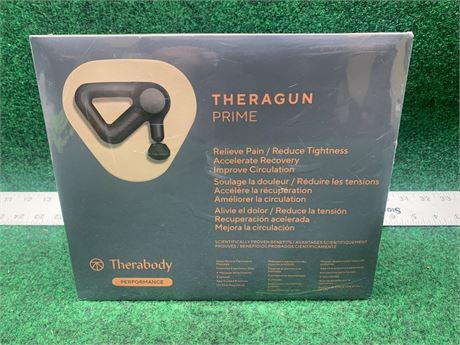 THERAGUN
PRIME
Relieve Pain / Reduce Tightness
Accelerate Recovery
Improve Circulation
Soulage la douleur / Réduire les tensions
Accélère la récupération
Améliorer la circulation
Alivie el dolor / Reduce la tensión
Recuperación acelerada
Mejora la circulación
SCIENTIFICALLY PROVEN BENEFITS / AVANTAGES SCIENTIFIQUEMENT
PROUVÉS / BENEFICIOS PROBADOS CIENTÍFICAMENTE
Therabody
PERFORMANCE